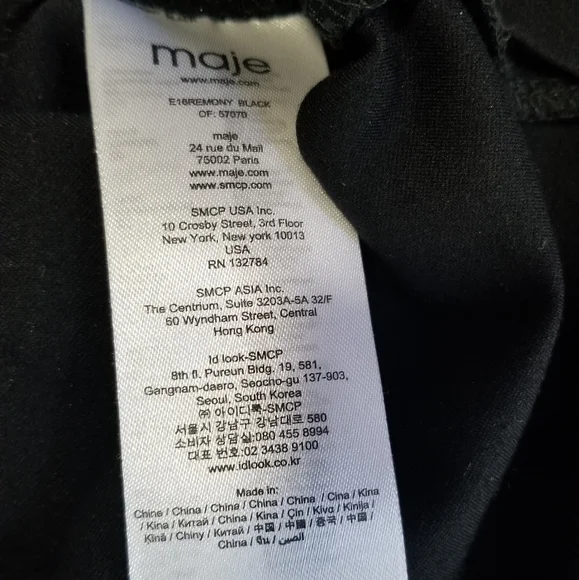 maje
www.maje.com
E16REMONY BLACK
OF: 57070
maje
24 rue du Mail
75002 Paris
www.maje.com
www.smcp.com
SMCP USA Inc.
10 Crosby Street, 3rd Floor
New York, New york 10013
USA
RN 132784
SMCP ASIA Inc.
The Centrium, Suite 3203A-5A 32/F
60 Wyndham Street, Central
Hong Kong
Id look-SMCP
8th fl. Pureun Bldg. 19, 581,
Gangnam-daero, Seocho-gu 137-903,
Seoul, South Korea
㈜ 아이디룩-SMCP
서울시 강남구 강남대로 580
소비자 상담실:080 455 8994
대표 번호:02 3438 9100
www.idlook.co.kr
Made in:
Chine / China / China / China / China / Cina / Kina
/ Kina / Китай / China / Kina / Çin / Kiva / Kinija /
Kīnā / Chiny / Китай / 中国 / 中國 / 중국 / 中国 /
China / จีน / الصين